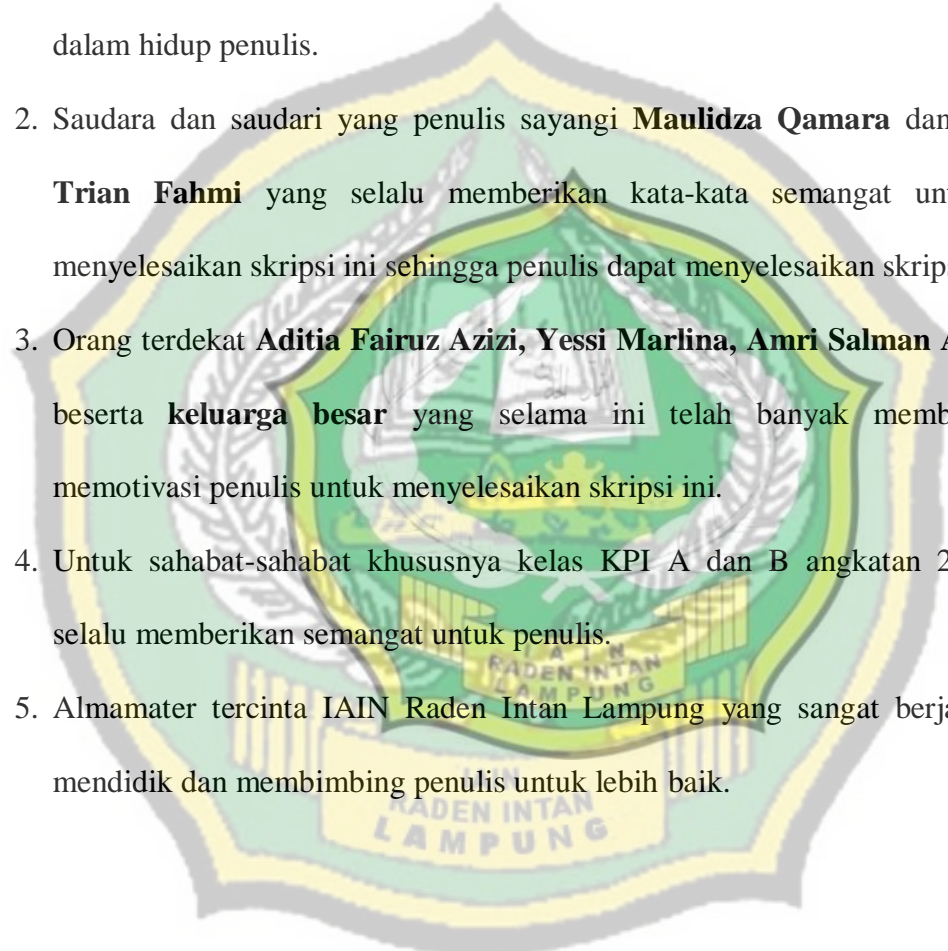 dalam hidup penulis.
2. Saudara dan saudari yang penulis sayangi Maulidza Qamara dan
Trian Fahmi yang selalu memberikan kata-kata semangat
menyelesaikan skripsi ini sehingga penulis dapat menyelesaikan
3. Orang terdekat Aditia Fairuz Azizi, Yessi Marlina, Amri Salman
beserta keluarga besar yang selama ini telah banyak
memotivasi penulis untuk menyelesaikan skripsi ini.
4. Untuk sahabat-sahabat khususnya kelas KPI A dan B angkatan
selalu memberikan semangat untuk penulis.
I A I N
RADEN INTAN
LAMPUNG
5. Almamater tercinta IAIN Raden Intan Lampung yang sangat
mendidik dan membimbing penulis untuk lebih baik.
IAIN
RADEN INTAN
LAMPUNG